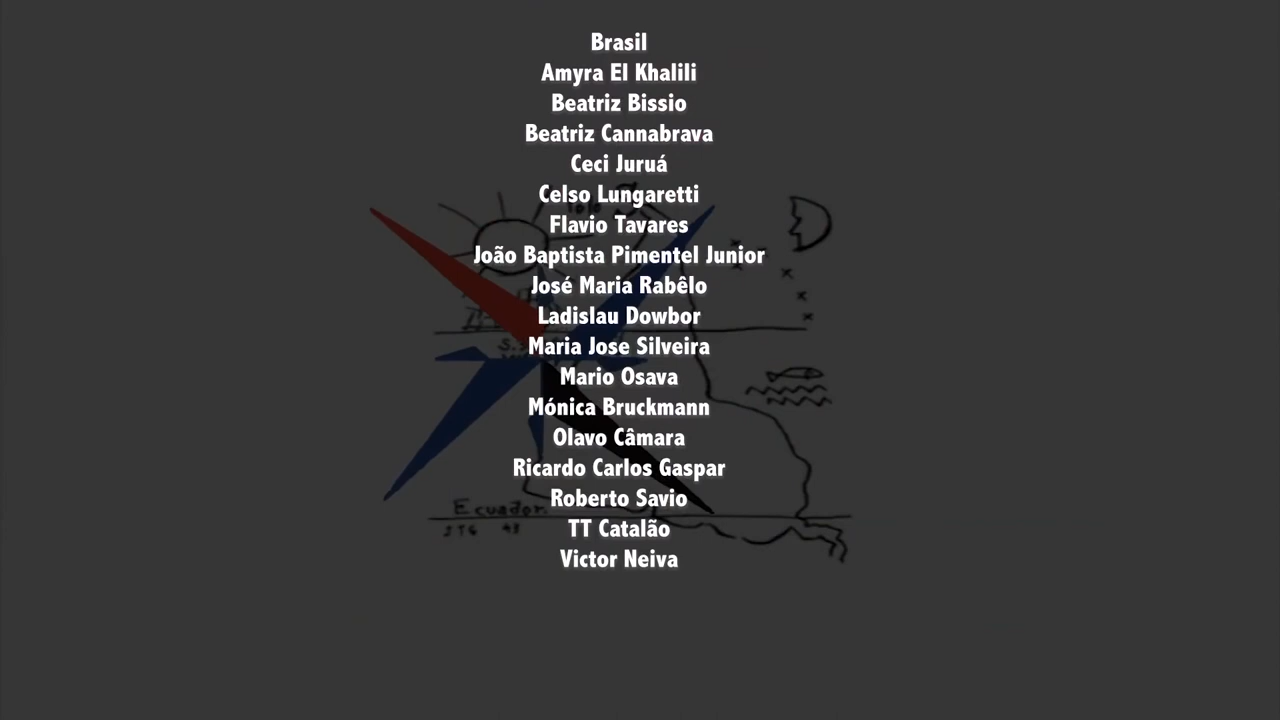 Brasil
Amyra El Khalili
Beatriz Bissio
Beatriz Cannabrava
Ceci Juruá
Celso Lungaretti
Flavio Tavares
João Baptista Pimentel Junior
José Maria Rabêlo
Ladislau Dowbor
Maria Jose Silveira
Mario Osava
Mónica Bruckmann
Olavo Câmara
Ricardo Carlos Gaspar
Roberto Savio
TT Catalão
Victor Neiva
Ecuador